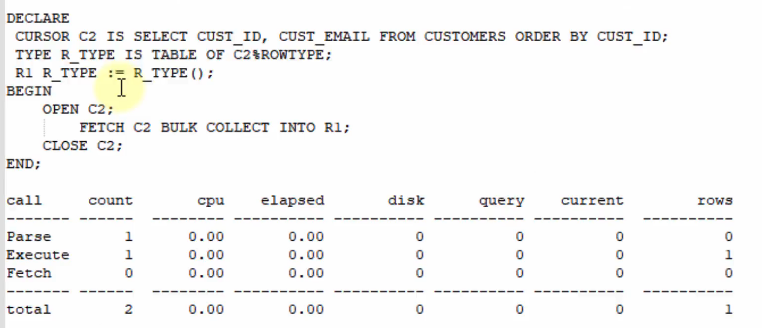 DECLARE
CURSOR C2 IS SELECT CUST_ID, CUST_EMAIL FROM CUSTOMERS ORDER BY CUST_ID;
TYPE R_TYPE IS TABLE OF C2%ROWTYPE;
R1 R_TYPE := R_TYPE();
BEGIN
OPEN C2;
FETCH C2 BULK COLLECT INTO R1;
CLOSE C2;
END;
call count cpu elapsed disk query current rows
------- ------ -------- ---------- ---------- ---------- ---------- ----------
Parse 1 0.00 0.00 0 0 0 0
Execute 1 0.00 0.00 0 0 0 1
Fetch 0 0.00 0.00 0 0 0 0
------- ------ -------- ---------- ---------- ---------- ---------- ----------
total 2 0.00 0.00 0 0 0 1